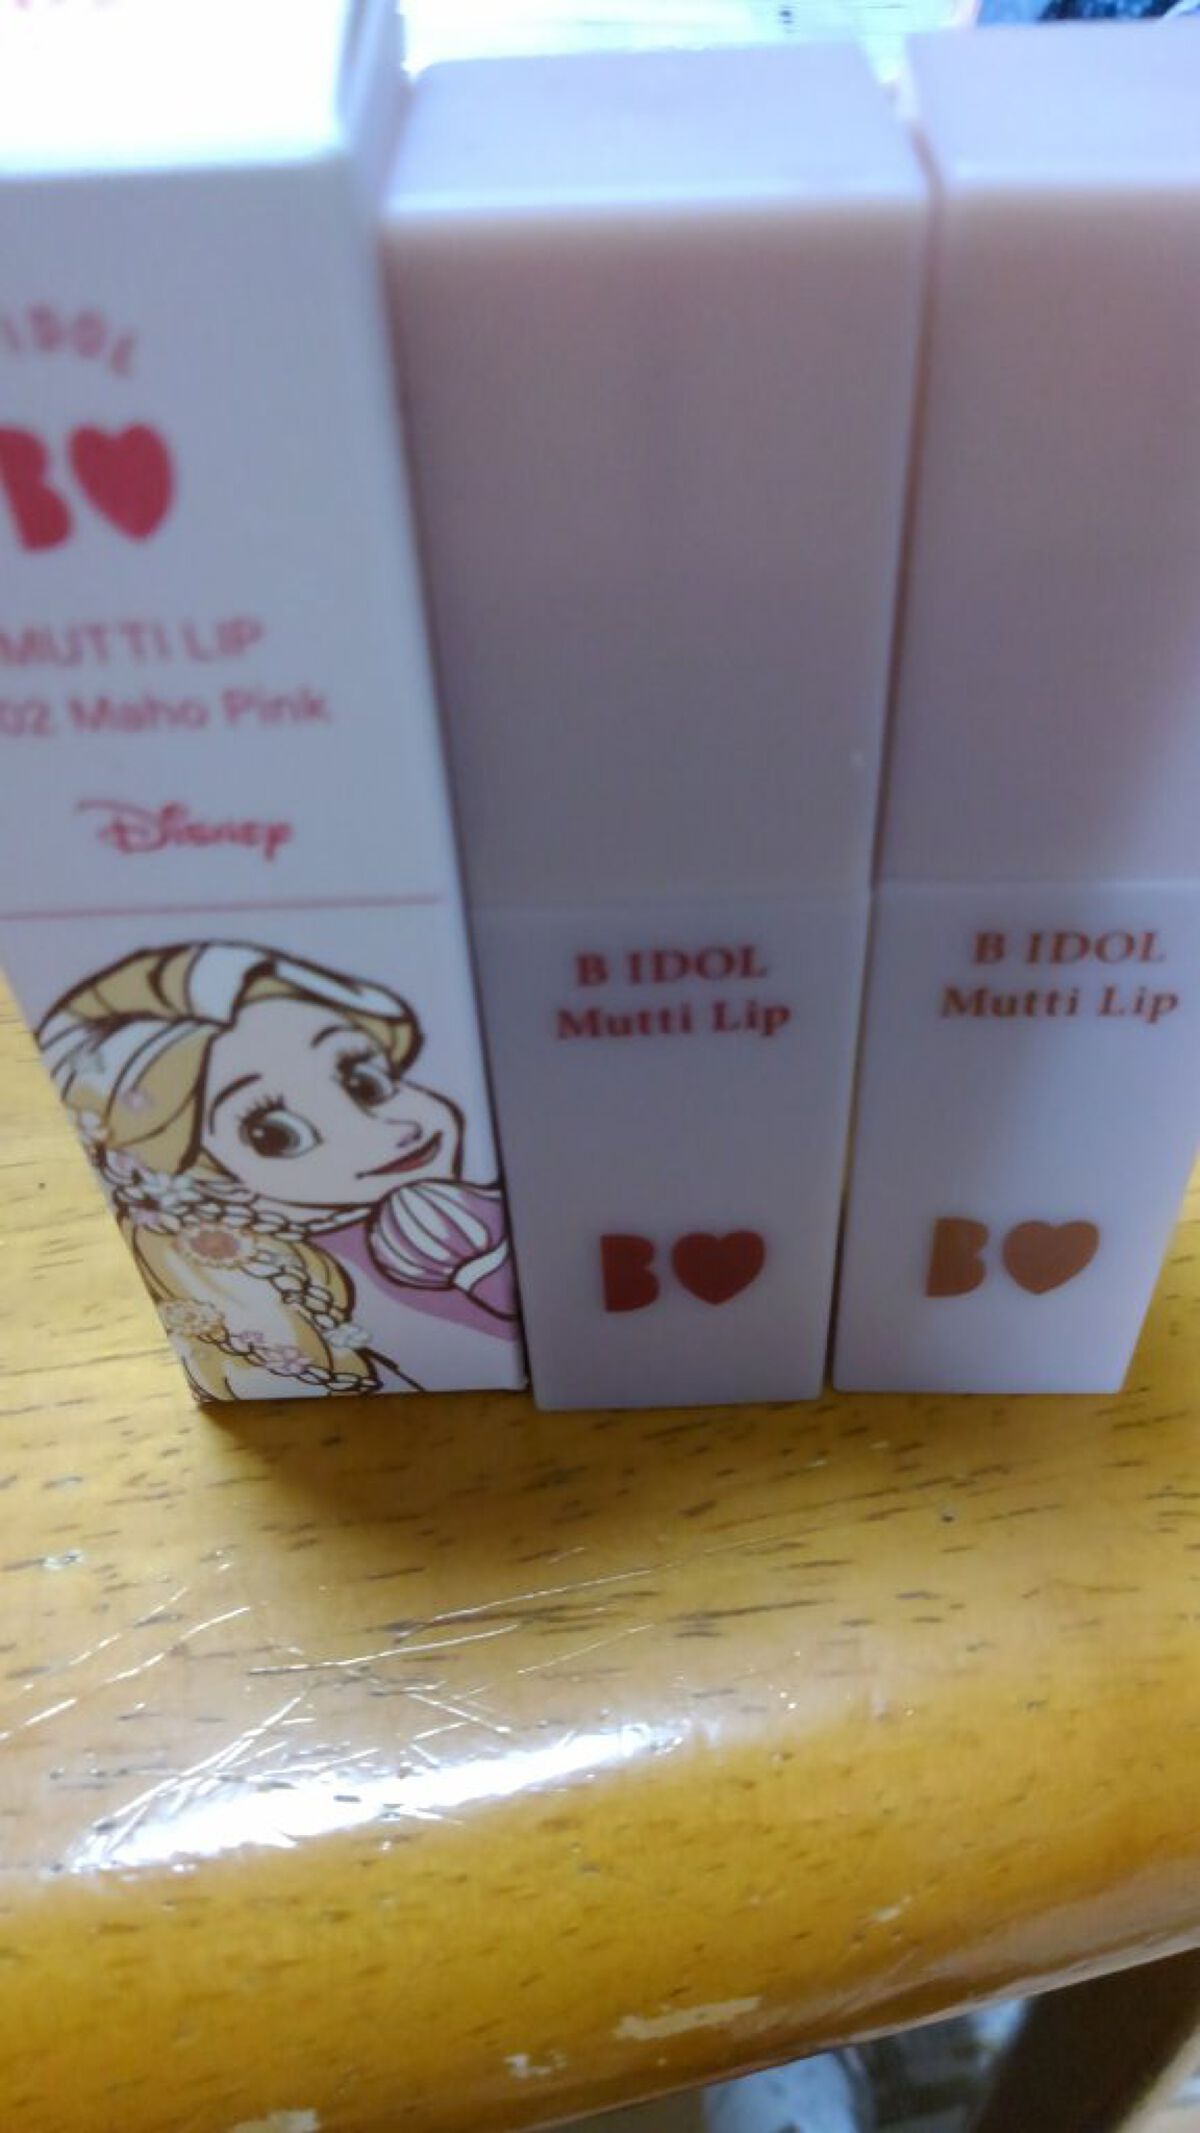 IDOL
B
MUTTI LIP
02 Maho Pink
Disney
B IDOL
Mutti Lip
B
B IDOL
Mutti Lip
B